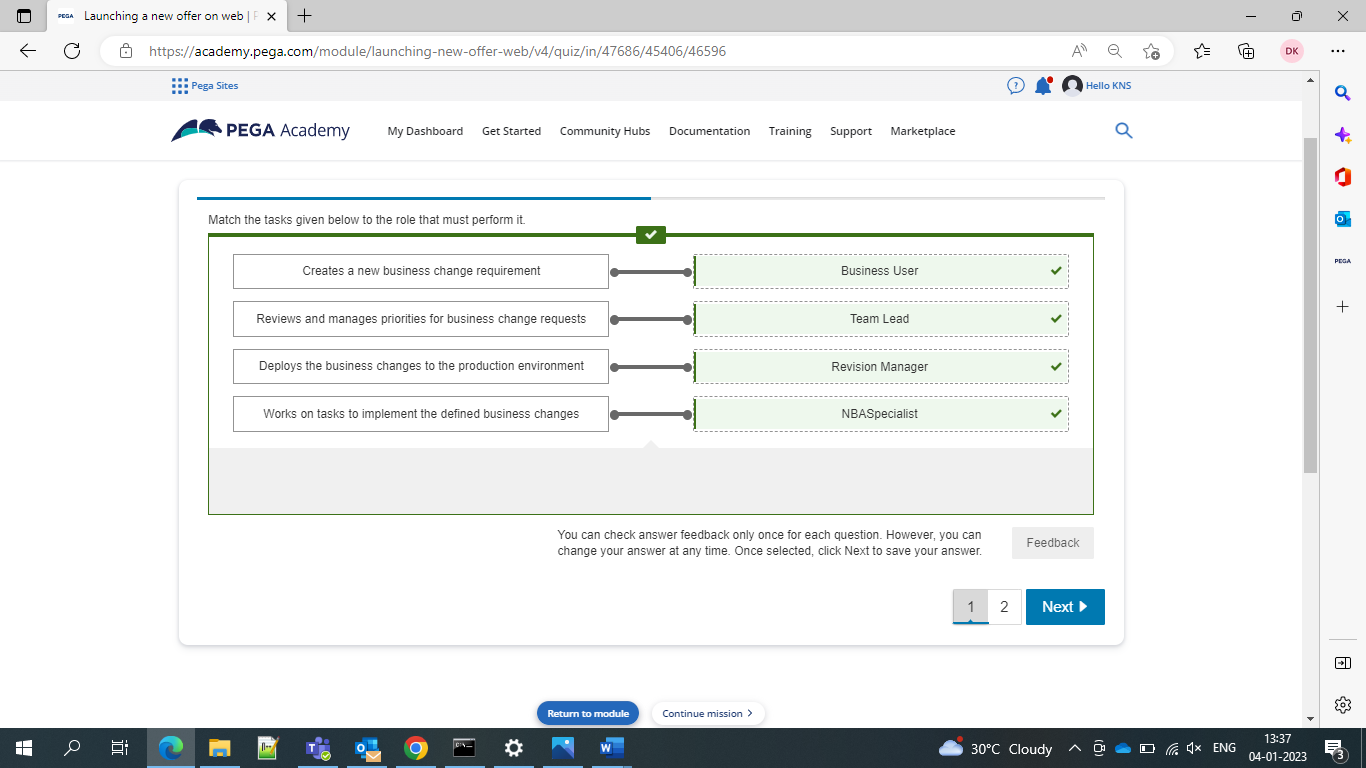 PEGA Launching a new offer on web | P
https://academy.pega.com/module/launching-new-offer-web/v4/quiz/in/47686/45406/46596
DK
Pega Sites
Hello KNS
PEGA Academy
My Dashboard Get Started Community Hubs Documentation Training Support Marketplace
PEGA
Match the tasks given below to the role that must perform it.
Creates a new business change requirement Business User
Reviews and manages priorities for business change requests Team Lead
Deploys the business changes to the production environment Revision Manager
Works on tasks to implement the defined business changes NBASpecialist
You can check answer feedback only once for each question. However, you can
change your answer at any time. Once selected, click Next to save your answer.
Feedback
1 2 Next
Return to module Continue mission >
30°C Cloudy ENG
13:37
04-01-2023
3